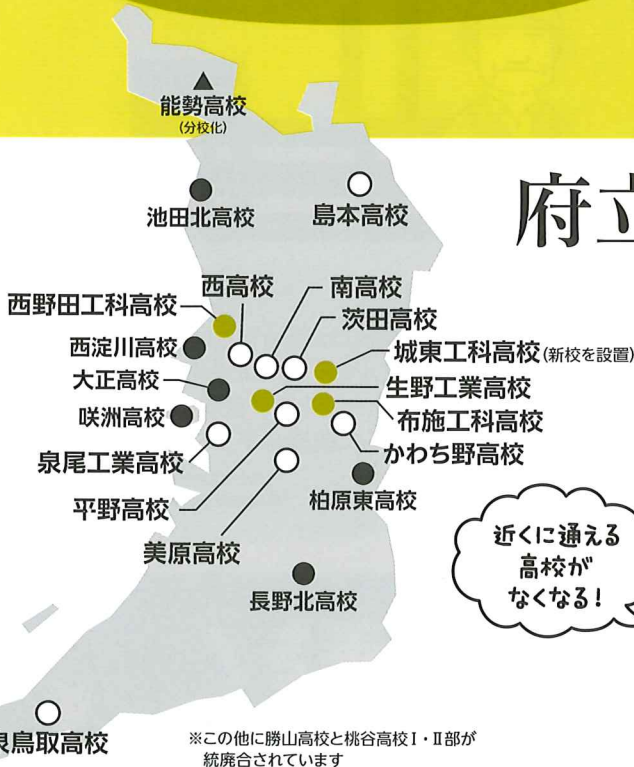 能勢高校
(分校化)
池田北高校
島本高校
府立
西高校
南高校
西野田工科高校
茨田高校
西淀川高校
城東工科高校(新校を設置)
大正高校
生野工業高校
咲洲高校
布施工科高校
泉尾工業高校
かわち野高校
平野高校
柏原東高校
美原高校
近くに通える
高校が
なくなる!
長野北高校
泉鳥取高校
※この他に勝山高校と桃谷高校Ⅰ・Ⅱ部が
統廃合されています